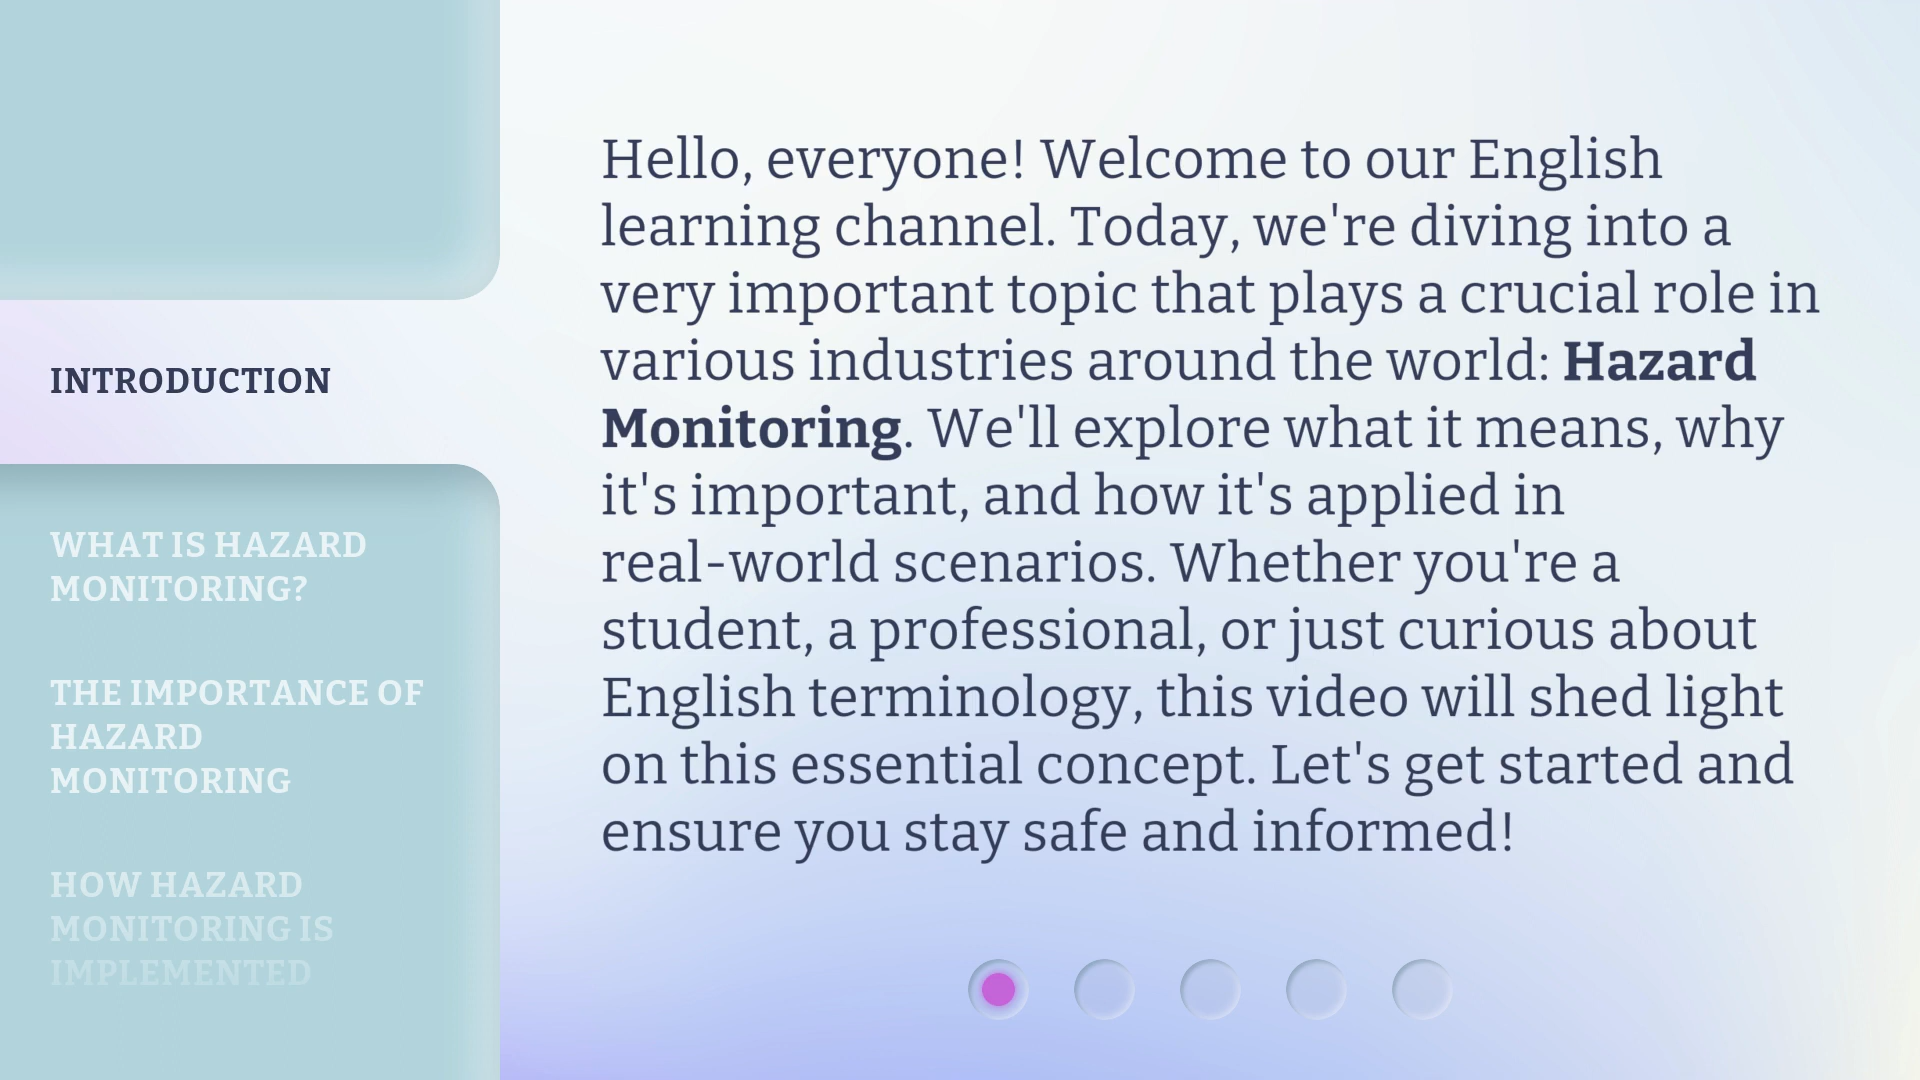 INTRODUCTION
WHAT IS HAZARD
MONITORING?
THE IMPORTANCE OF
HAZARD
MONITORING
HOW HAZARD
MONITORING IS
IMPLEMENTED
Hello, everyone! Welcome to our English
learning channel. Today, we're diving into a
very important topic that plays a crucial role in
various industries around the world: Hazard
Monitoring. We'll explore what it means, why
it's important, and how it's applied in
real-world scenarios. Whether you're a
student, a professional, or just curious about
English terminology, this video will shed light
on this essential concept. Let's get started and
ensure you stay safe and informed!